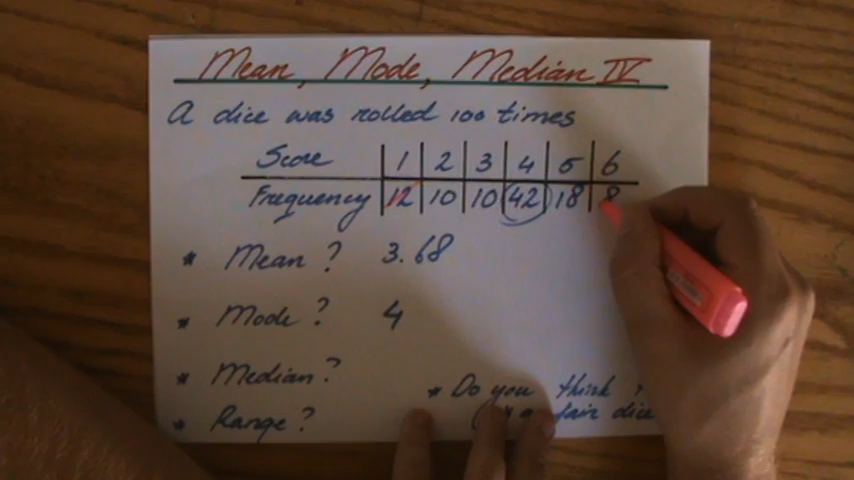 Mean, Mode, Median IV
A dice was rolled 100 times
Score 1 2 3 4 5 6
Frequency 12 10 10 42 18 8
* Mean? 3.68
* Mode? 4
* Median?
* Do you think
* Range?
a fair dice